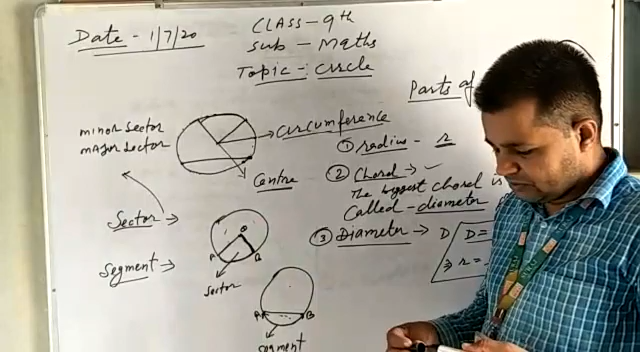 Date - 1/7/20
CLASS - 9th
Sub - Maths
Topic - Circle
Parts of
minor Sector
major Sector
Circumference
① radius - r
Centre
② Chord →
The biggest chord is
Called - diameter
Sector →
③ Diameter → D
D =
⇒ r =
O
P
Q
Sector
Segment →
A
B
segment